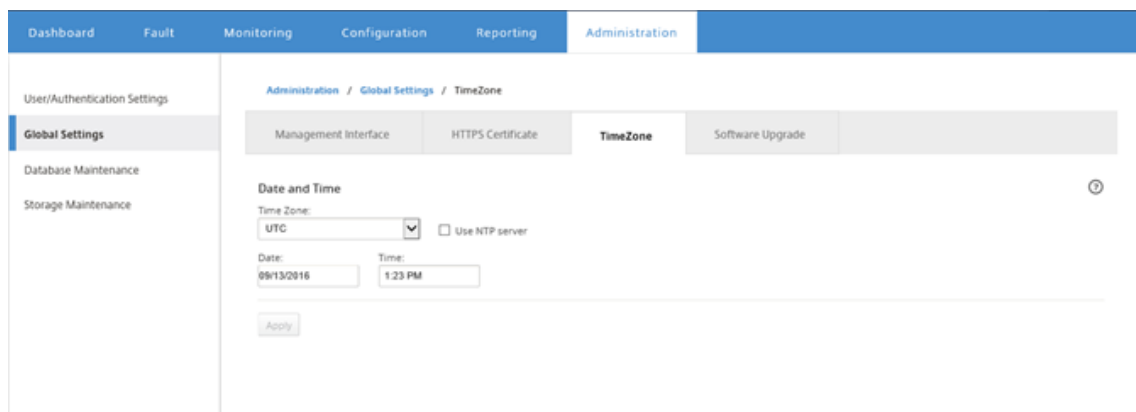 Dashboard Fault Monitoring Configuration Reporting Administration
User/Authentication Settings
Global Settings
Database Maintenance
Storage Maintenance
Administration / Global Settings / TimeZone
Management Interface HTTPS Certificate TimeZone Software Upgrade
Date and Time ?
Time Zone:
UTC Use NTP server
Date: Time:
09/13/2016 1:23 PM
Apply